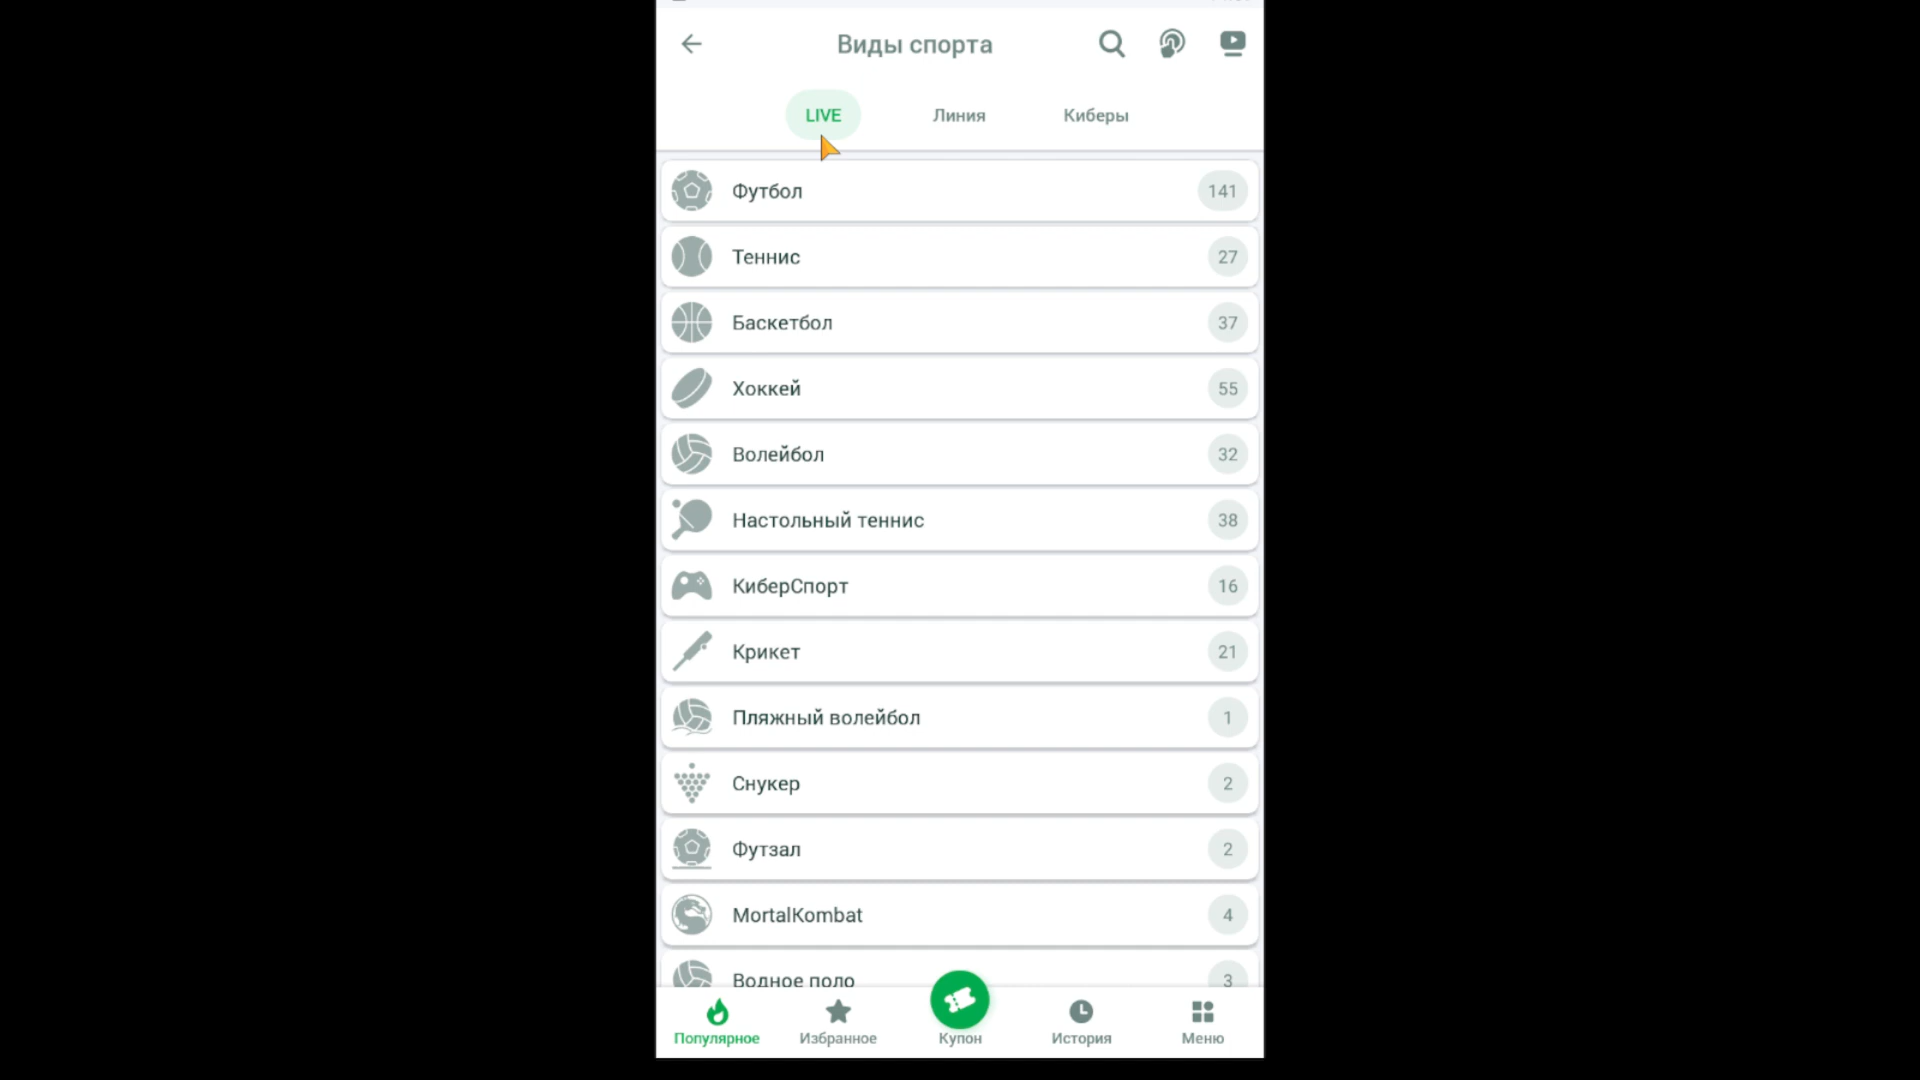 Виды спорта
LIVE Линия Киберы
Футбол 141
Теннис 27
Баскетбол 37
Хоккей 55
Волейбол 32
Настольный теннис 38
КиберСпорт 16
Крикет 21
Пляжный волейбол 1
Снукер 2
Футзал 2
MortalKombat 4
Водное поло 3
Популярное Избранное Купон История Меню